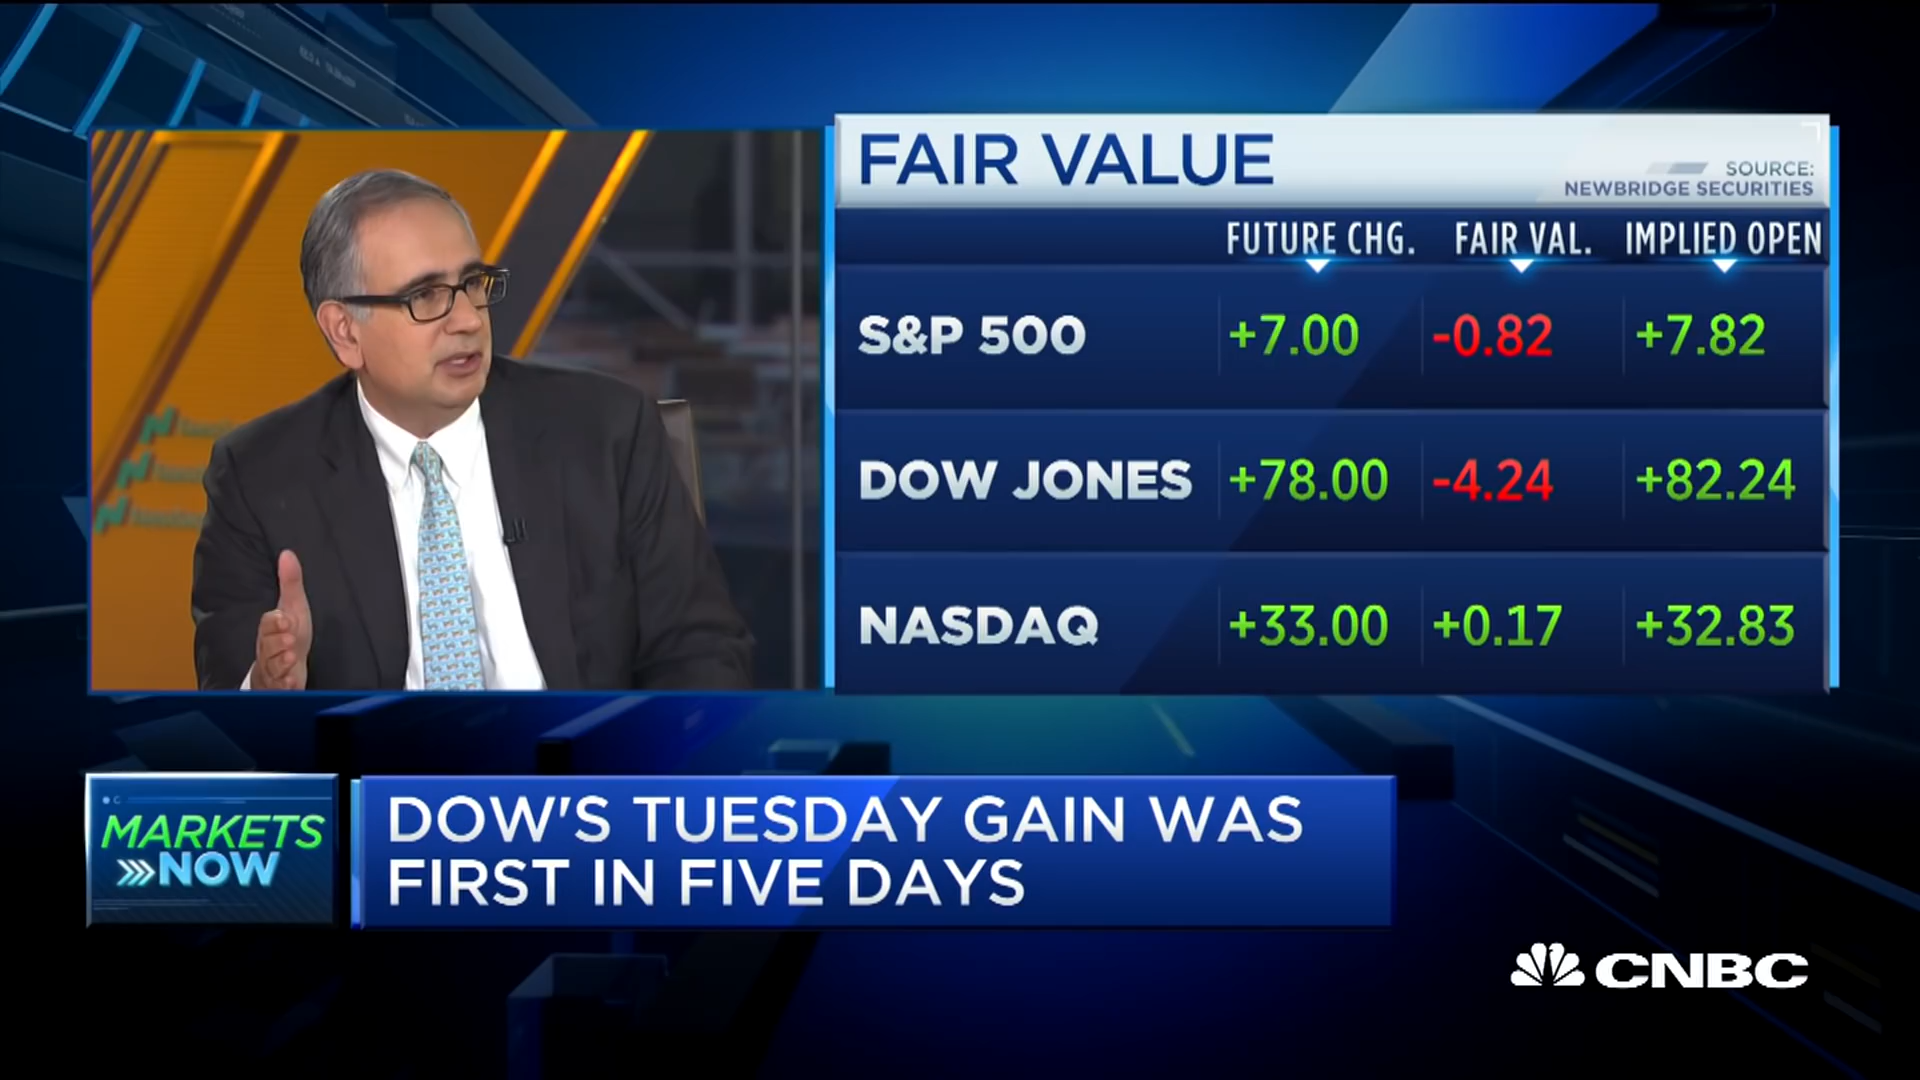 FAIR VALUE
SOURCE:
NEWBRIDGE SECURITIES
FUTURE CHG. FAIR VAL. IMPLIED OPEN
S&P 500 +7.00 -0.82 +7.82
DOW JONES +78.00 -4.24 +82.24
NASDAQ +33.00 +0.17 +32.83
MARKETS
NOW
DOW'S TUESDAY GAIN WAS
FIRST IN FIVE DAYS
CNBC